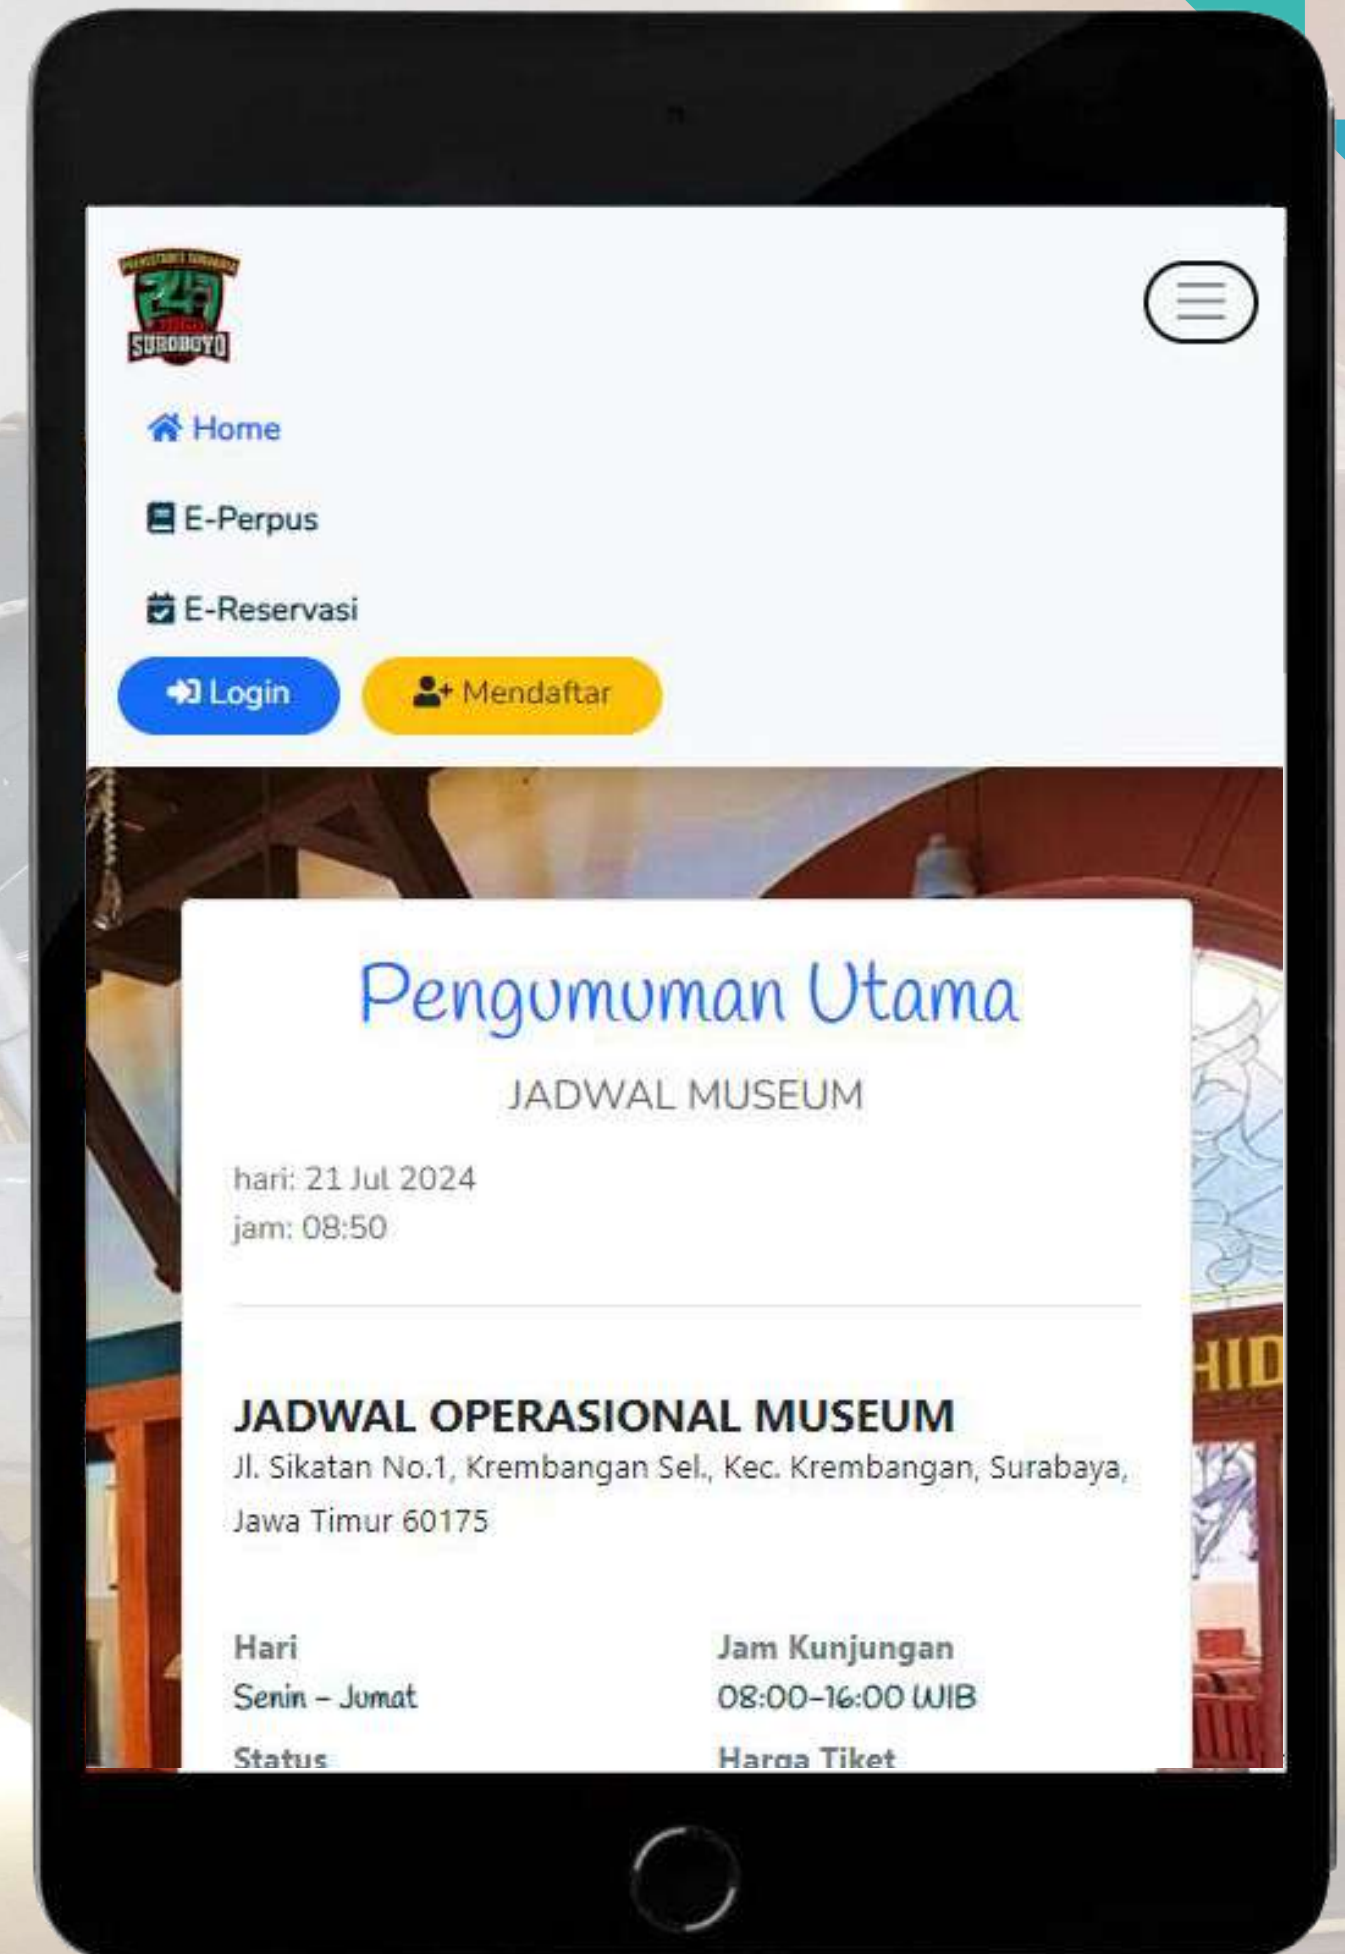 SUROBOYO
Home
E-Perpus
E-Reservasi
Login
Mendaftar
Pengumuman Utama
JADWAL MUSEUM
hari: 21 Jul 2024
jam: 08:50
HID
JADWAL OPERASIONAL MUSEUM
Jl. Sikatan No.1, Krembangan Sel., Kec. Krembangan, Surabaya,
Jawa Timur 60175
Hari
Jam Kunjungan
Senin – Jumat
08:00–16:00 WIB
Status
Harga Tiket